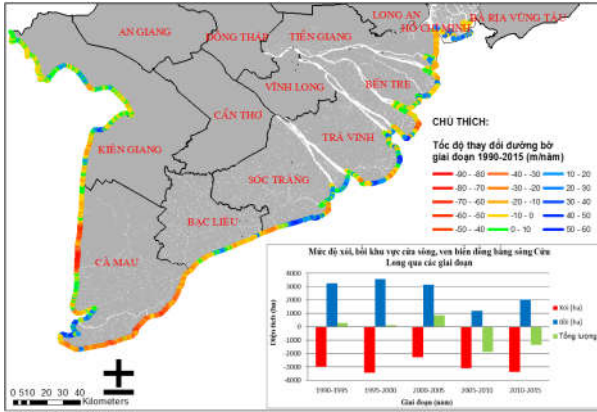 LONG AN
BÀ RỊA VŨNG TÀU
HỒ CHÍ MINH
AN GIANG
ĐỒNG THÁP
TIỀN GIANG
VĨNH LONG
BẾN TRE
CẦN THƠ
TRÀ VINH
KIÊN GIANG
SÓC TRĂNG
BẠC LIÊU
CÀ MAU
CHÚ THÍCH:
Tốc độ thay đổi đường bờ
giai đoạn 1990-2015 (m/năm)
-90 - -80
-80 - -70
-70 - -60
-60 - -50
-50 - -40
-40 - -30
-30 - -20
-20 - -10
-10 - 0
0 - 10
10 - 20
20 - 30
30 - 40
40 - 50
50 - 60
Mức độ xói, bồi khu vực cửa sông, ven biển đồng bằng sông Cửu
Long qua các giai đoạn
Diện tích (ha)
4000
3000
2000
1000
0
-1000
-2000
-3000
-4000
1990-1995
1995-2000
2000-2005
2005-2010
2010-2015
Giai đoạn (năm)
Xói (ha)
Bồi (ha)
Tổng lượng
0 5 10 20 30 40
Kilometers